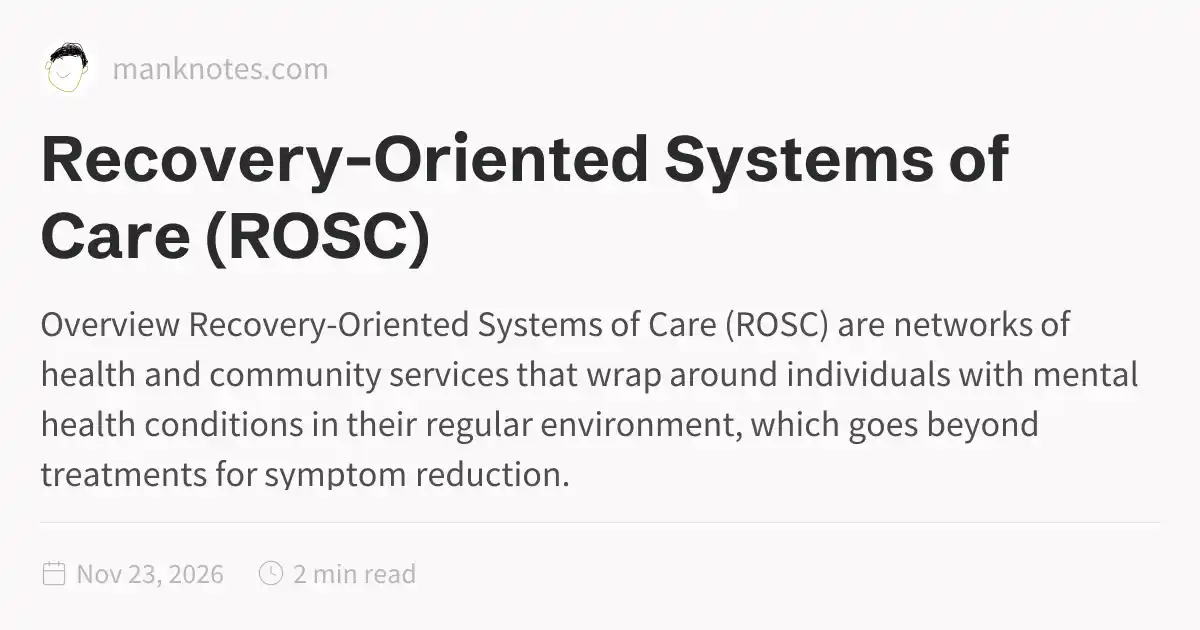 manknotes.com
Recovery-Oriented Systems of
Care (ROSC)
Overview Recovery-Oriented Systems of Care (ROSC) are networks of
health and community services that wrap around individuals with mental
health conditions in their regular environment, which goes beyond
treatments for symptom reduction.
Nov 23, 2026 2 min read